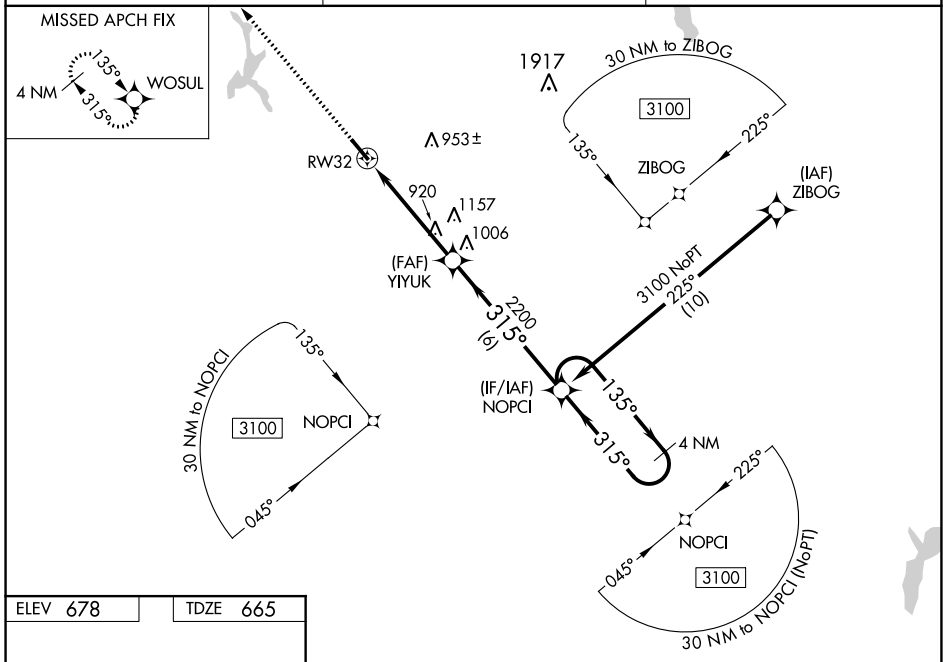 MISSED APCH FIX
135°
WOSUL
4 NM
315°
1917
30 NM to ZIBOG
3100
135°
225°
ZIBOG
(IAF)
ZIBOG
953±
RW32
920
1157
1006
(FAF)
YIYUK
3100 NoPT
225°
(10)
2200
315°
(6)
(IF/IAF)
NOPCI
135°
315°
4 NM
30 NM to NOPCI
135°
3100
NOPCI
045°
225°
NOPCI
045°
3100
30 NM to NOPCI (NoPT)
ELEV 678
TDZE 665